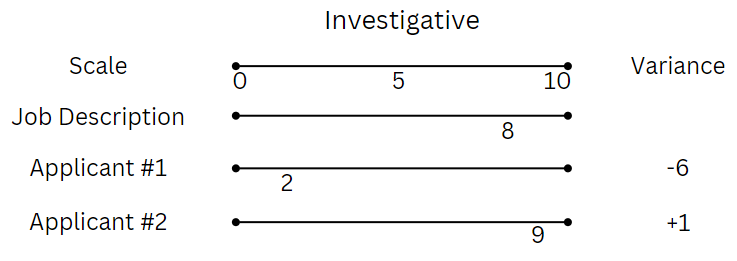 Investigative
Scale 0 5 10 Variance
Job Description 8
Applicant #1 2 -6
Applicant #2 9 +1